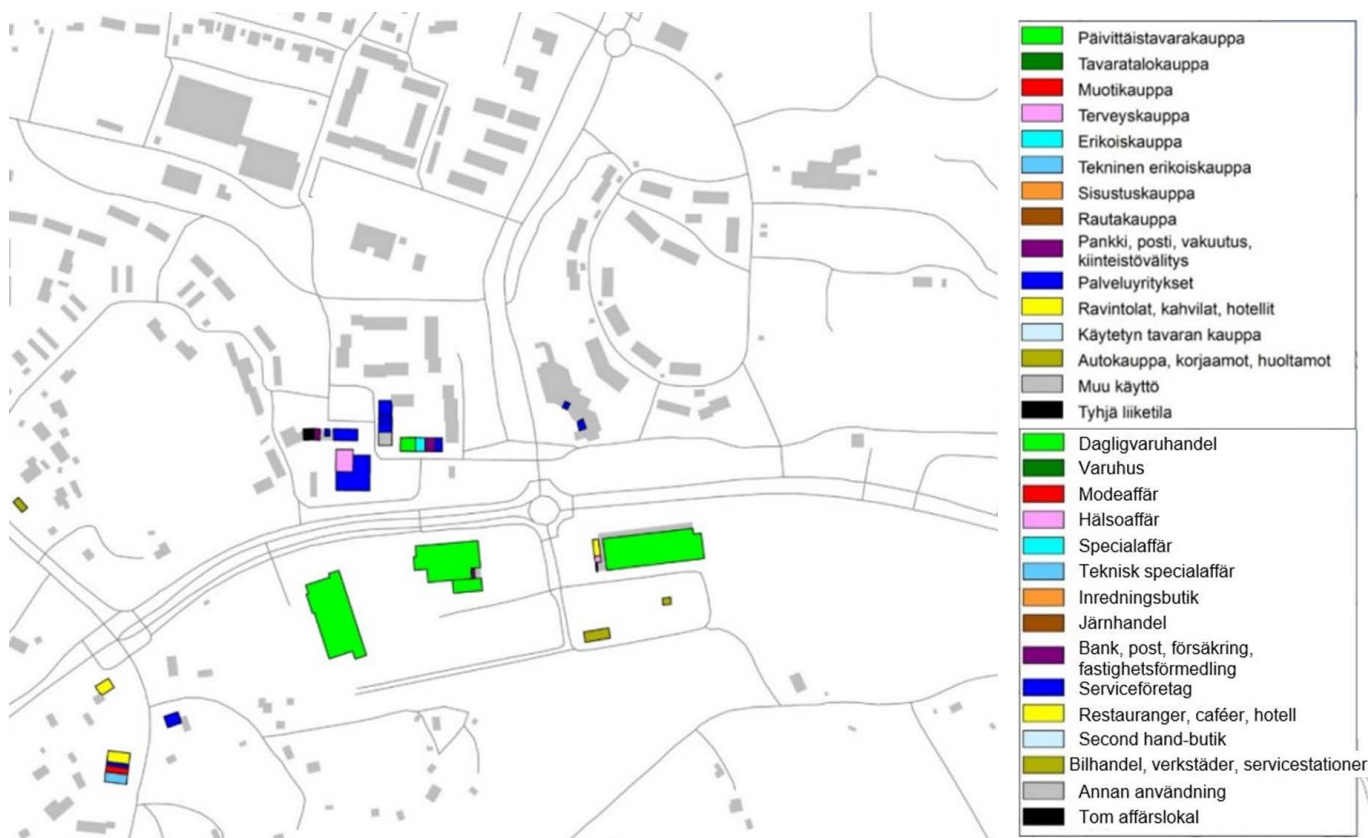 Päivittäistavarakauppa
Tavaratalokauppa
Muotikauppa
Terveyskauppa
Erikoiskauppa
Tekninen erikoiskauppa
Sisustuskauppa
Rautakauppa
Pankki, posti, vakuutus,
kiinteistövälitys
Palveluyritykset
Ravintolat, kahvilat, hotellit
Käytetyn tavaran kauppa
Autokauppa, korjaamot, huoltamot
Muu käyttö
Tyhjä liiketila
Dagligvaruhandel
Varuhus
Modeaffär
Hälsoaffär
Specialaffär
Teknisk specialaffär
Inredningsbutik
Järnhandel
Bank, post, försäkring,
fastighetsförmedling
Serviceföretag
Restauranger, caféer, hotell
Second hand-butik
Bilhandel, verkstäder, servicestationer
Annan användning
Tom affärslokal